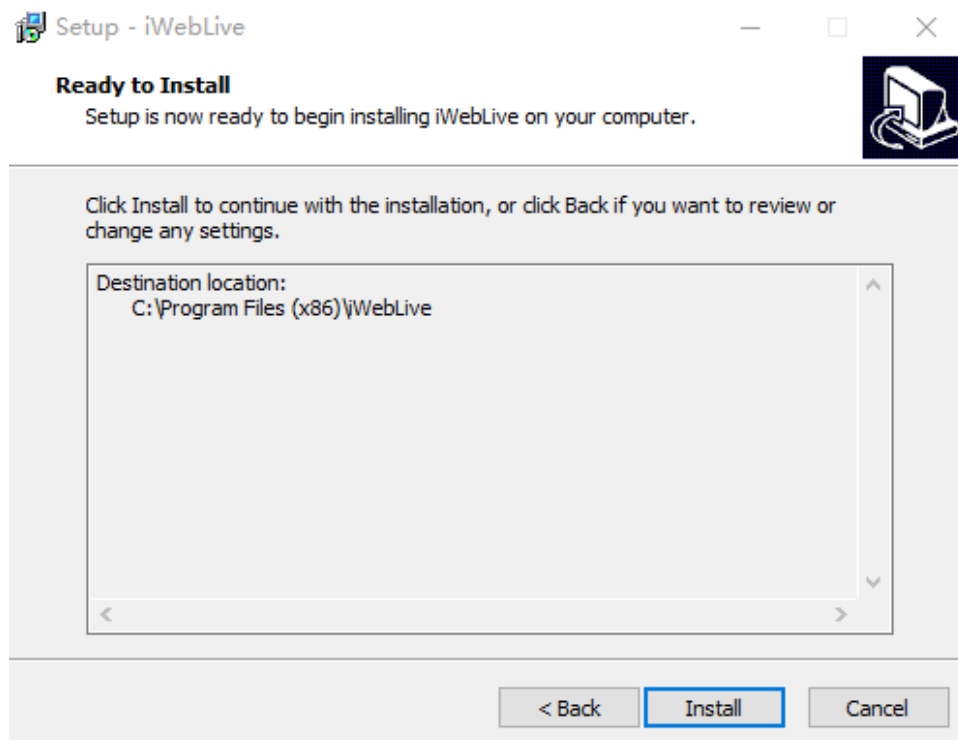 Setup - iWebLive
Ready to Install
Setup is now ready to begin installing iWebLive on your computer.
Click Install to continue with the installation, or click Back if you want to review or
change any settings.
Destination location:
C:\Program Files (x86)\iWebLive
< Back
Install
Cancel